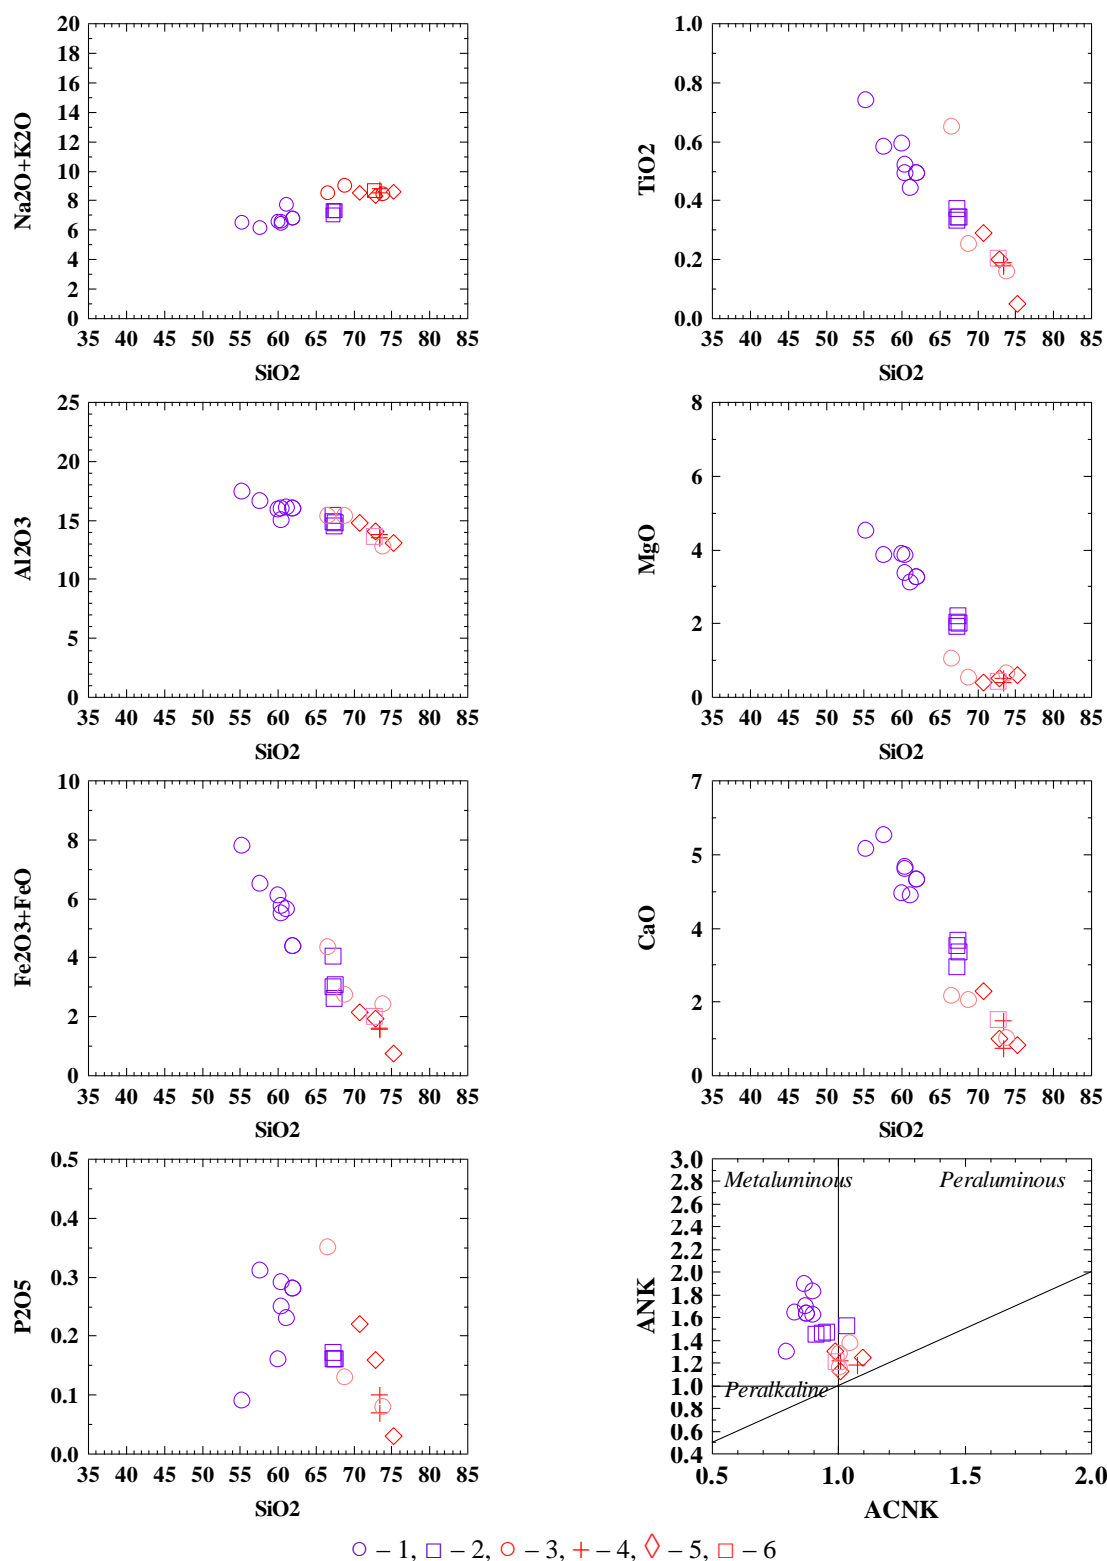 20
18
16
14
12
10
8
6
4
2
0
Na2O+K2O
35 40 45 50 55 60 65 70 75 80 85
SiO2
1.0
0.8
0.6
0.4
0.2
0.0
TiO2
35 40 45 50 55 60 65 70 75 80 85
SiO2
25
20
15
10
5
0
Al2O3
35 40 45 50 55 60 65 70 75 80 85
SiO2
8
6
4
2
0
MgO
35 40 45 50 55 60 65 70 75 80 85
SiO2
10
8
6
4
2
0
Fe2O3+FeO
35 40 45 50 55 60 65 70 75 80 85
SiO2
7
5
4
2
0
CaO
35 40 45 50 55 60 65 70 75 80 85
SiO2
0.5
0.4
0.3
0.2
0.1
0.0
P2O5
35 40 45 50 55 60 65 70 75 80 85
SiO2
3.0
2.8
2.6
2.4
2.2
2.0
1.8
1.6
1.4
1.2
1.0
0.8
0.6
0.4
ANK
Metaluminous
Peraluminous
Peralkaline
0.5 1.0 1.5 2.0
ACNK
– 1, – 2, – 3, – 4, – 5, – 6